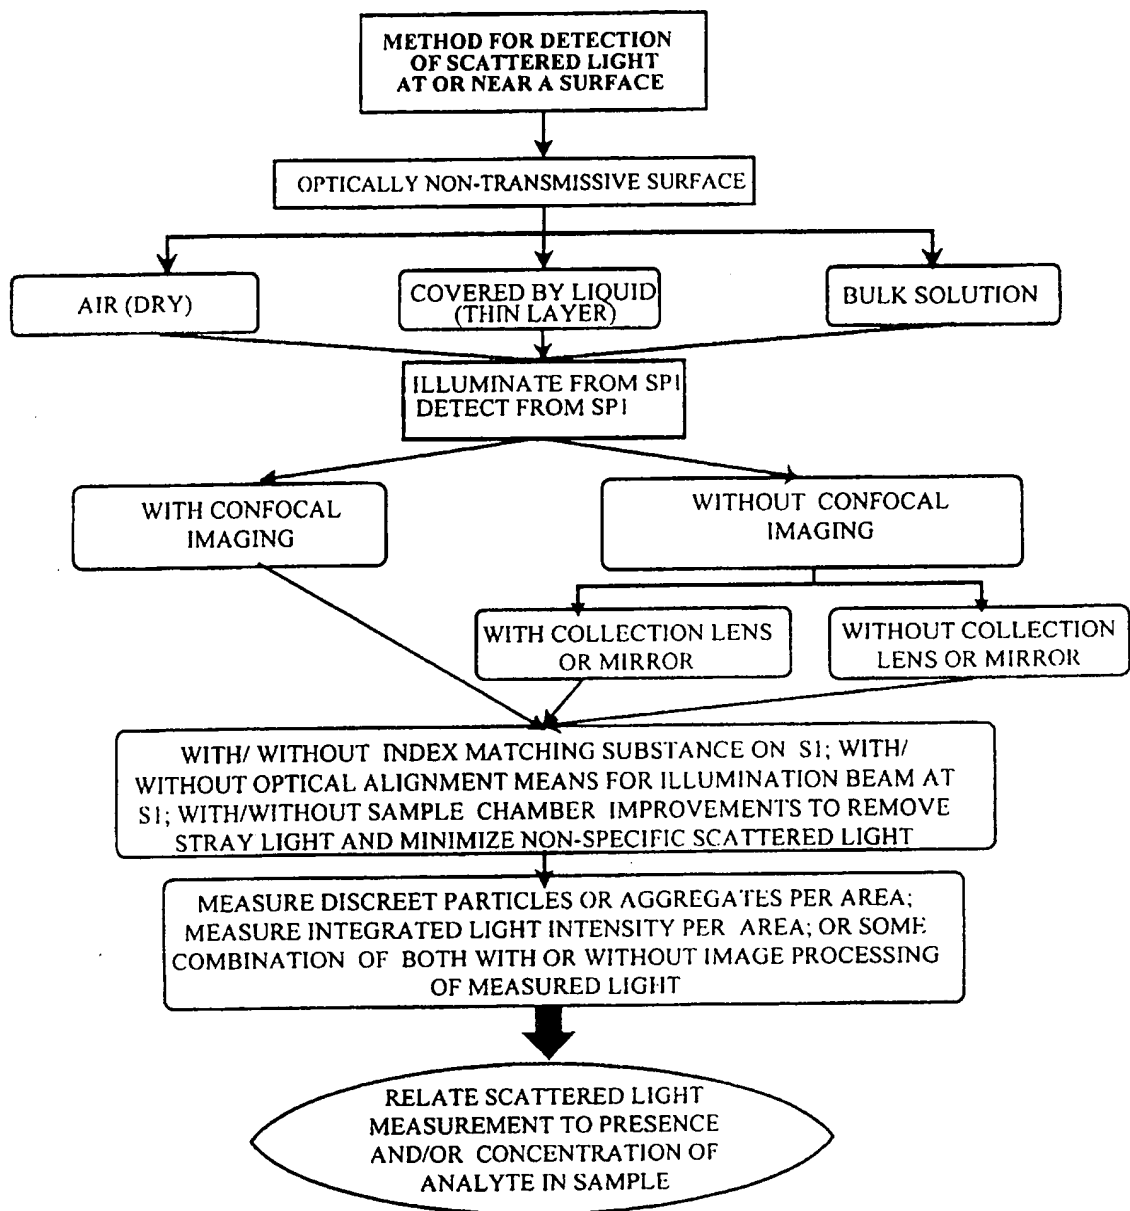 METHOD FOR DETECTION
OF SCATTERED LIGHT
AT OR NEAR A SURFACE
OPTICALLY NON-TRANSMISSIVE SURFACE
AIR (DRY)
COVERED BY LIQUID
(THIN LAYER)
BULK SOLUTION
ILLUMINATE FROM SP1
DETECT FROM SP1
WITH CONFOCAL
IMAGING
WITHOUT CONFOCAL
IMAGING
WITH COLLECTION LENS
OR MIRROR
WITHOUT COLLECTION
LENS OR MIRROR
WITH/ WITHOUT INDEX MATCHING SUBSTANCE ON S1; WITH/
WITHOUT OPTICAL ALIGNMENT MEANS FOR ILLUMINATION BEAM AT
S1; WITH/WITHOUT SAMPLE CHAMBER IMPROVEMENTS TO REMOVE
STRAY LIGHT AND MINIMIZE NON-SPECIFIC SCATTERED LIGHT
MEASURE DISCREET PARTICLES OR AGGREGATES PER AREA;
MEASURE INTEGRATED LIGHT INTENSITY PER AREA; OR SOME
COMBINATION OF BOTH WITH OR WITHOUT IMAGE PROCESSING
OF MEASURED LIGHT
RELATE SCATTERED LIGHT
MEASUREMENT TO PRESENCE
AND/OR CONCENTRATION OF
ANALYTE IN SAMPLE